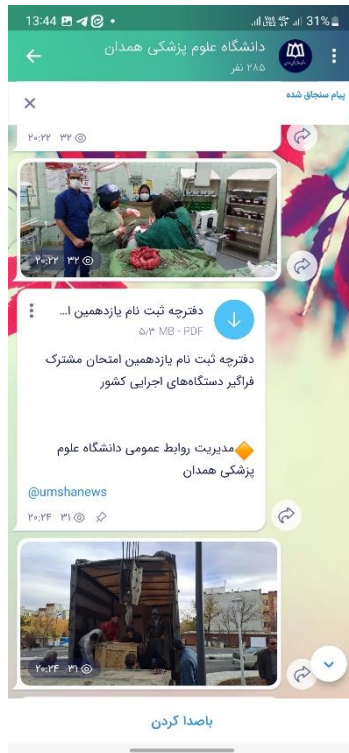 13:44
31%
دانشگاه علوم پزشکی همدان
۲۸۵ نفر
پیام سنجاق شده
۲۰:۲۲ ۳۲
۲۰:۲۲ ۳۲
دفترچه ثبت نام یازدهمین ا...
۵٫۳ MB - PDF
دفترچه ثبت نام یازدهمین امتحان مشترک
فراگیر دستگاه‌های اجرایی کشور
مدیریت روابط عمومی دانشگاه علوم
پزشکی همدان
@umshanews
۲۰:۲۴ ۳۱
۲۰:۲۴ ۳۱
باصدا کردن